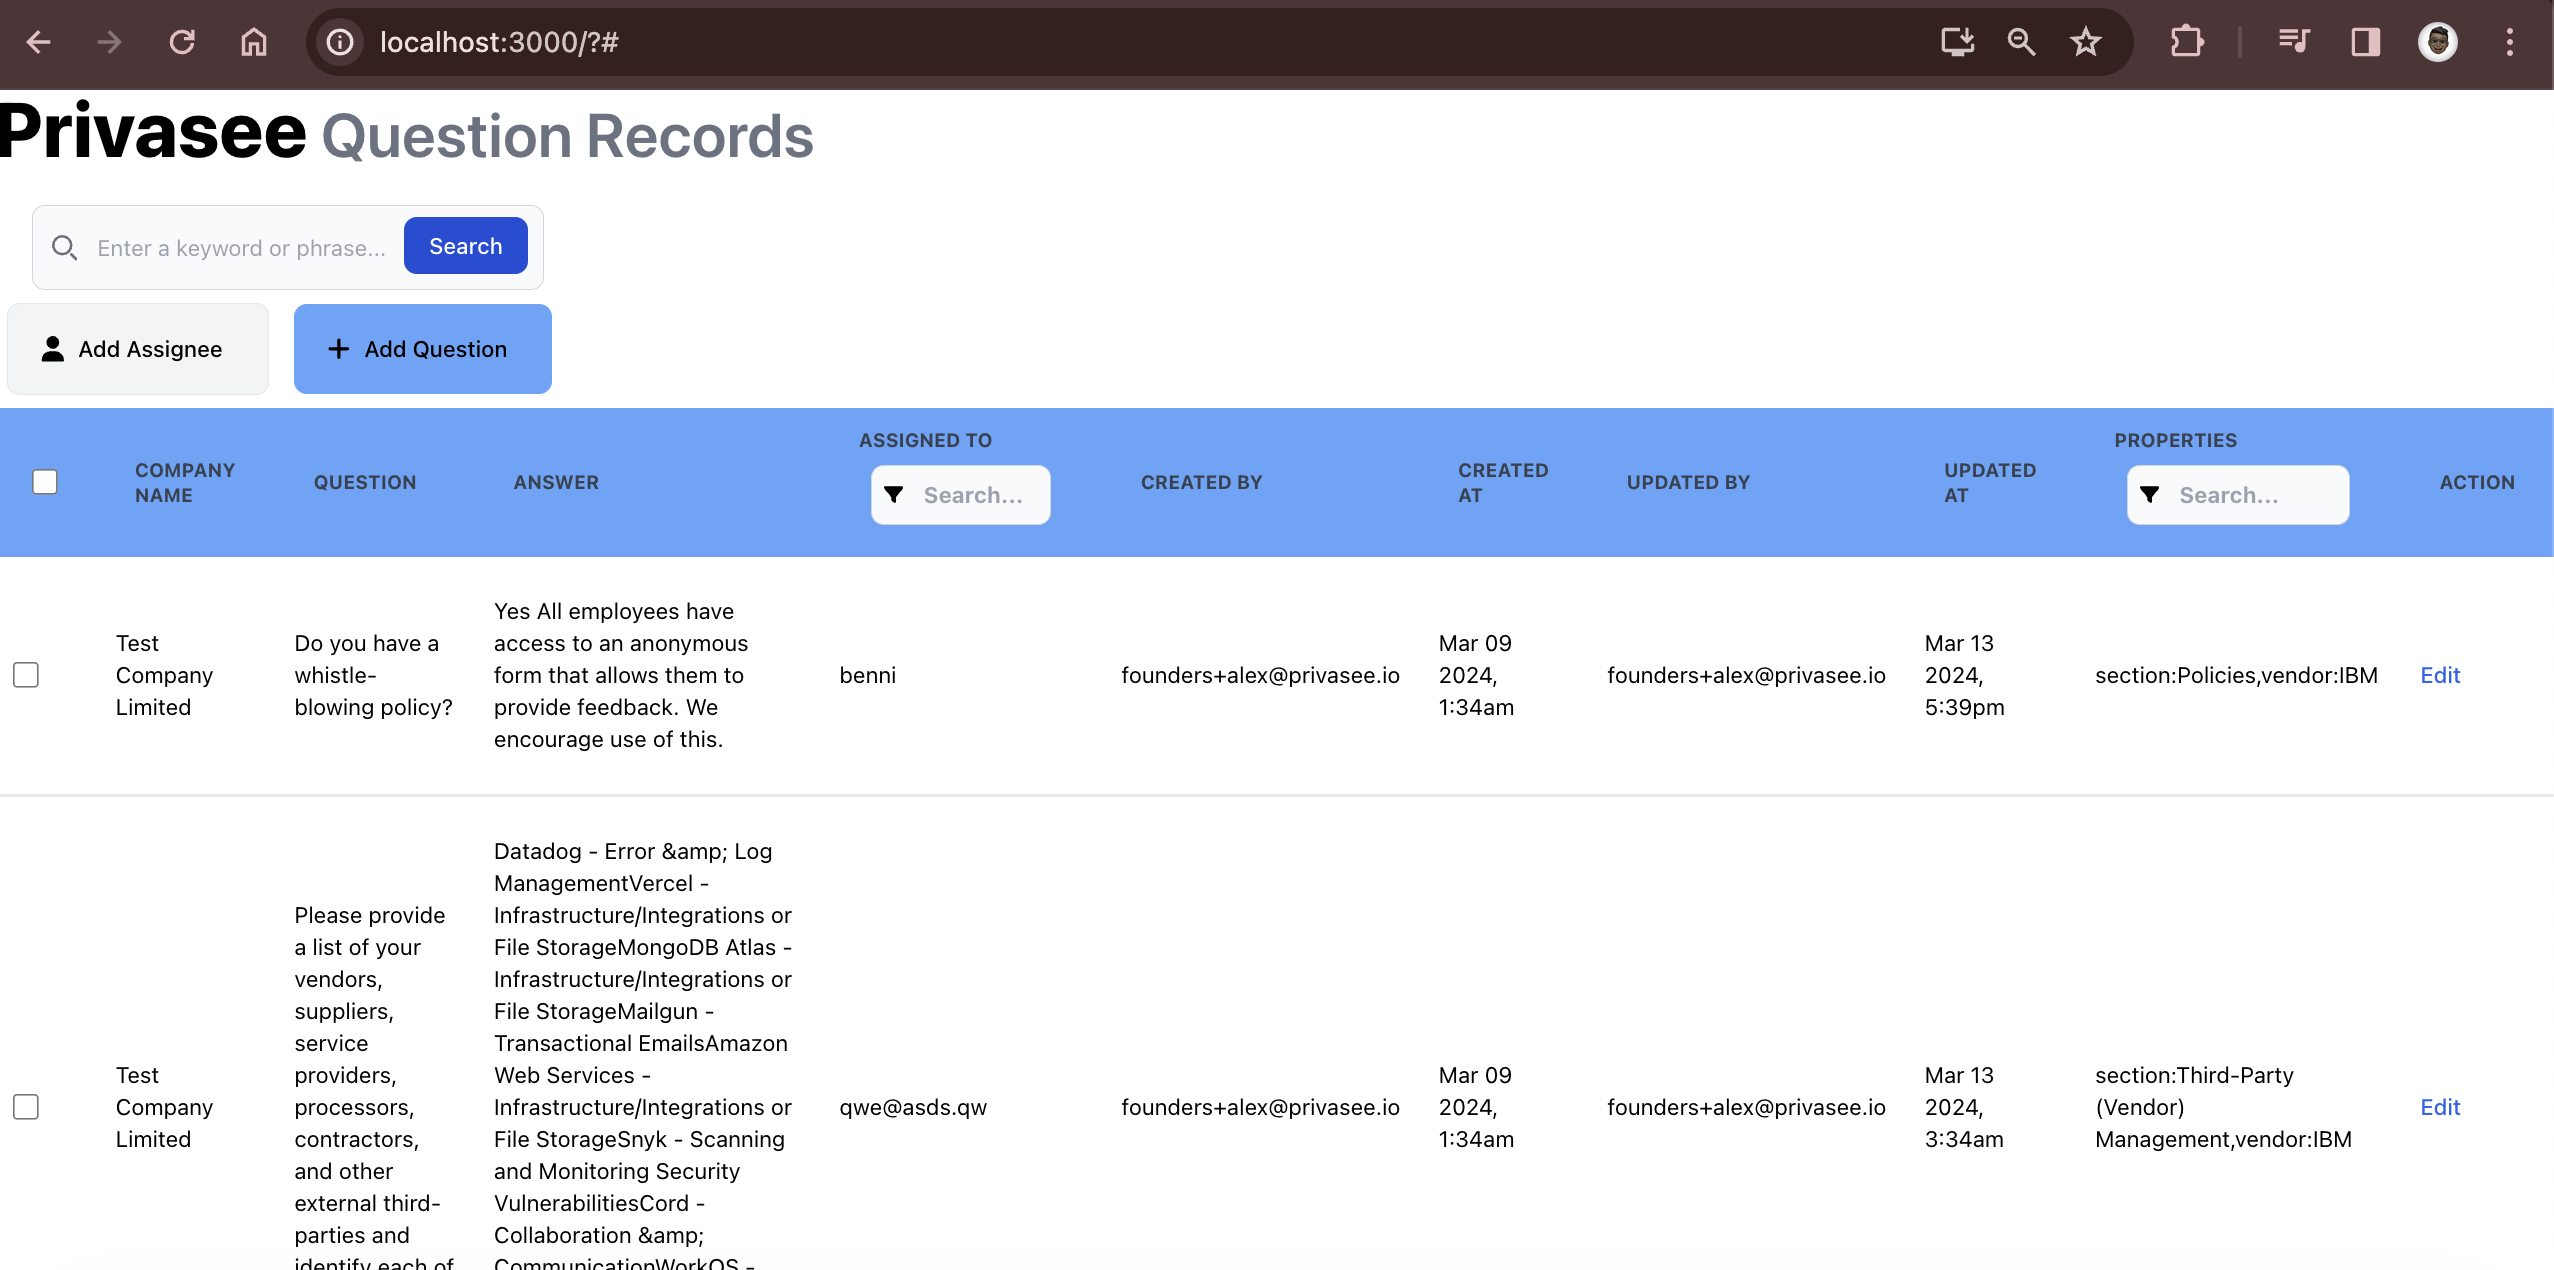 localhost:3000/?#
Privasee Question Records
Enter a keyword or phrase...
Search
Add Assignee
Add Question
COMPANY
NAME
QUESTION
ANSWER
ASSIGNED TO
Search...
CREATED BY
CREATED
AT
UPDATED BY
UPDATED
AT
PROPERTIES
Search...
ACTION
Test
Company
Limited
Do you have a
whistle-
blowing policy?
Yes All employees have
access to an anonymous
form that allows them to
provide feedback. We
encourage use of this.
benni
founders+alex@privasee.io
Mar 09
2024,
1:34am
founders+alex@privasee.io
Mar 13
2024,
5:39pm
section:Policies,vendor:IBM
Edit
Test
Company
Limited
Please provide
a list of your
vendors,
suppliers,
service
providers,
processors,
contractors,
and other
external third-
parties and
identify each of
Datadog - Error &amp; Log
ManagementVercel -
Infrastructure/Integrations or
File StorageMongoDB Atlas -
Infrastructure/Integrations or
File StorageMailgun -
Transactional EmailsAmazon
Web Services -
Infrastructure/Integrations or
File StorageSnyk - Scanning
and Monitoring Security
VulnerabilitiesCord -
Collaboration &amp;
CommunicationWorkOS -
qwe@asds.qw
founders+alex@privasee.io
Mar 09
2024,
1:34am
founders+alex@privasee.io
Mar 13
2024,
3:34am
section:Third-Party
(Vendor)
Management,vendor:IBM
Edit